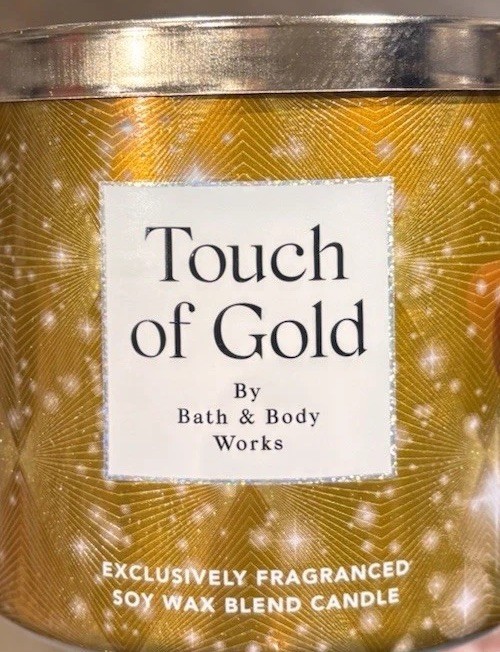 Touch
of Gold
By
Bath & Body
Works
EXCLUSIVELY FRAGRANCED
SOY WAX BLEND CANDLE